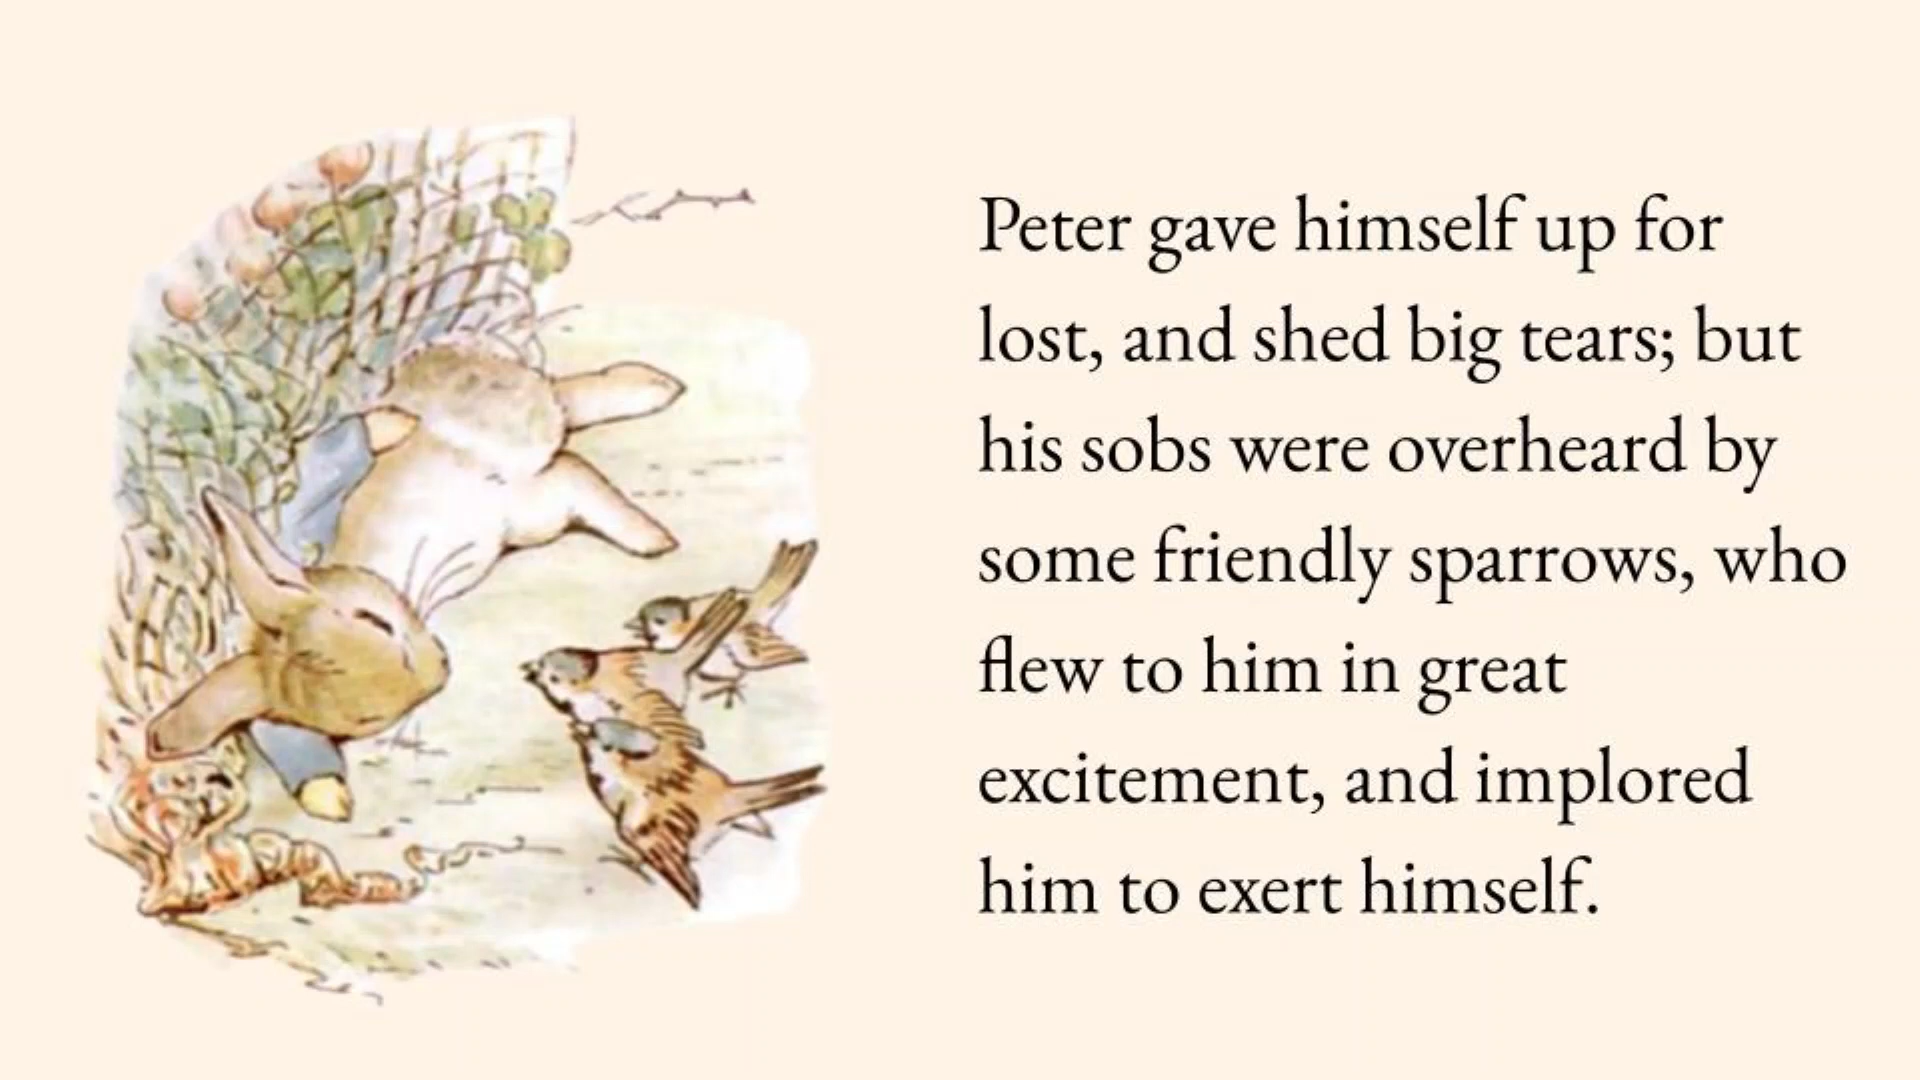 Peter gave himself up for
lost, and shed big tears; but
his sobs were overheard by
some friendly sparrows, who
flew to him in great
excitement, and implored
him to exert himself.